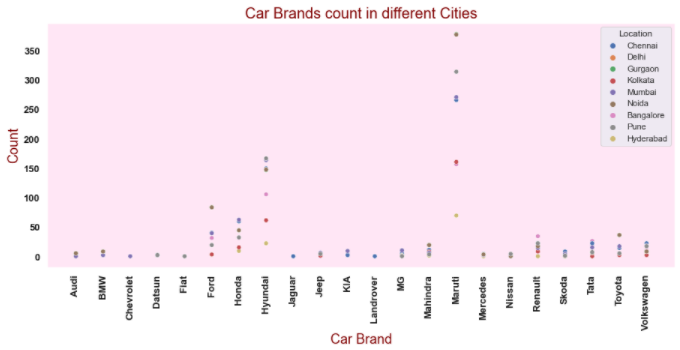 Car Brands count in different Cities
Location
Chennai
Delhi
Gurgaon
Kolkata
Mumbai
Noida
Bangalore
Pune
Hyderabad
Count
350
300
250
200
150
100
50
0
Audi
BMW
Chevrolet
Datsun
Fiat
Ford
Honda
Hyundai
Jaguar
Jeep
KIA
Landrover
MG
Mahindra
Maruti
Mercedes
Nissan
Renault
Skoda
Tata
Toyota
Volkswagen
Car Brand